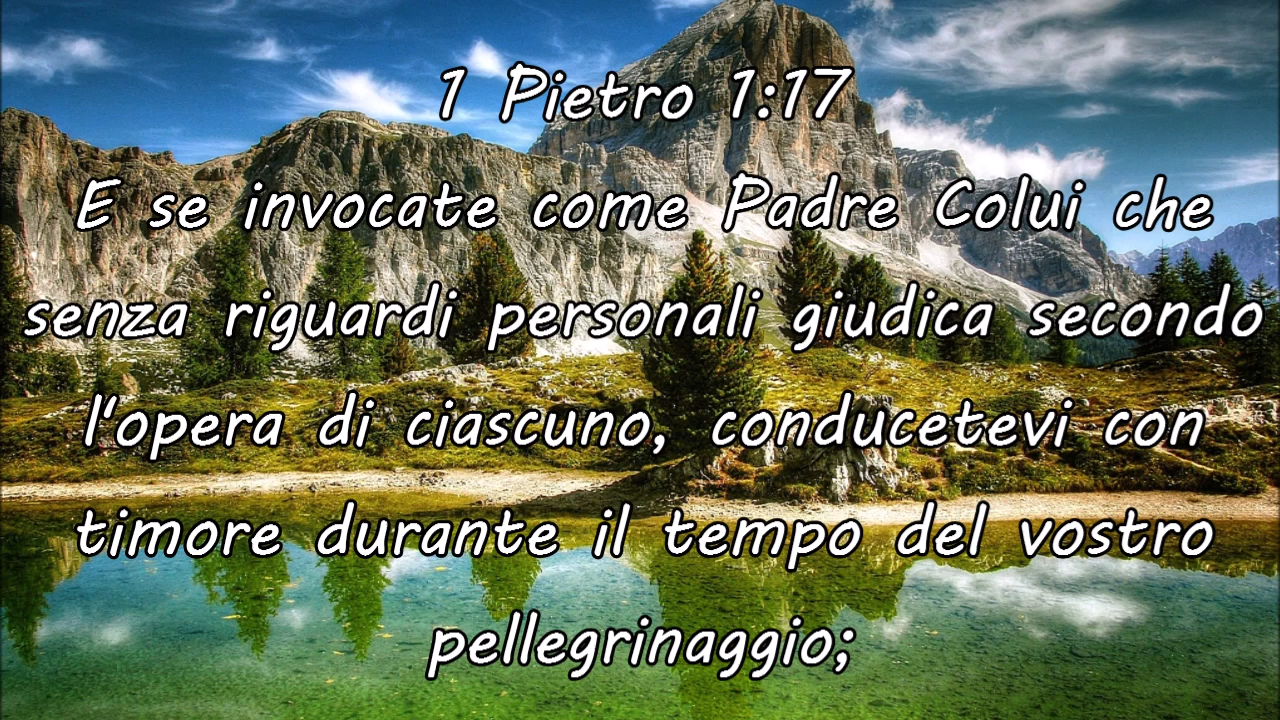 1 Pietro 1:17
E se invocate come Padre Colui che
senza riguardi personali giudica secondo
l'opera di ciascuno, conducetevi con
timore durante il tempo del vostro
pellegrinaggio;